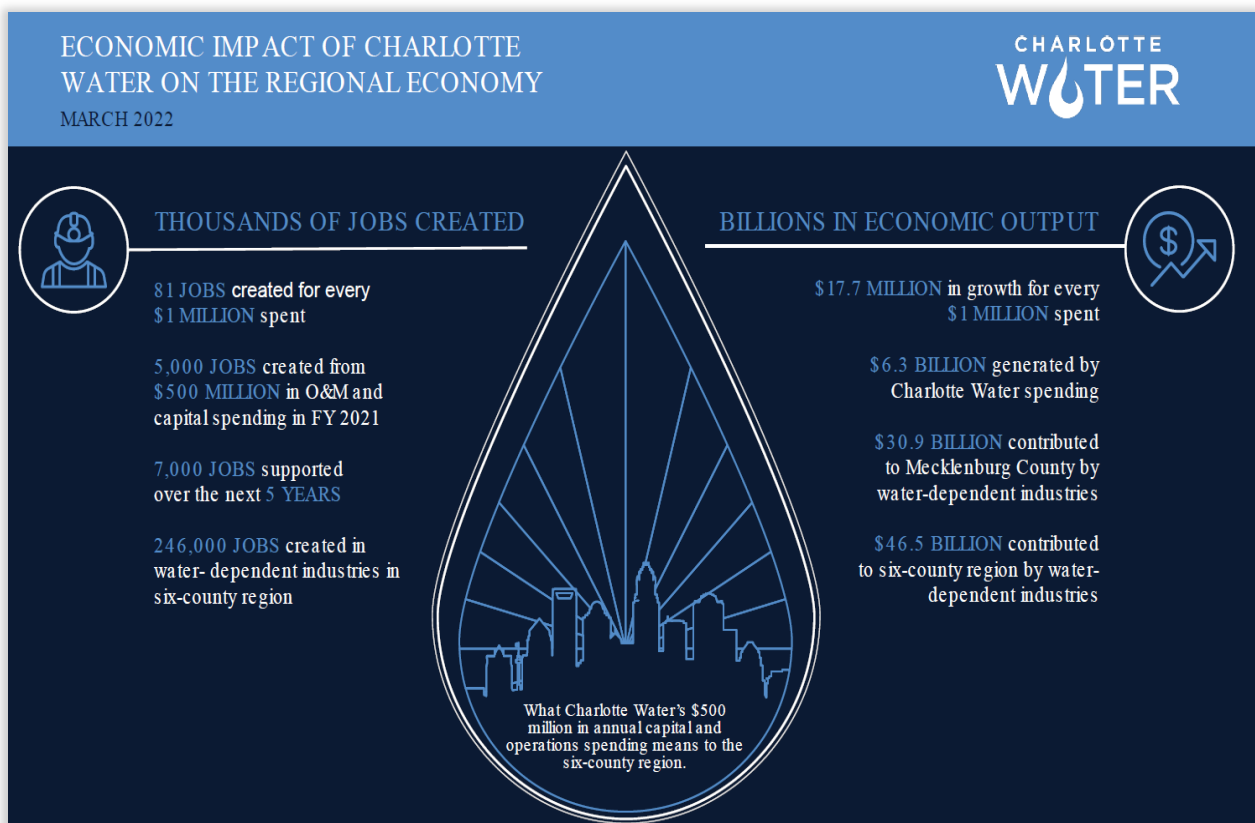 ECONOMIC IMPACT OF CHARLOTTE
WATER ON THE REGIONAL ECONOMY
MARCH 2022
CHARLOTTE
WATER
THOUSANDS OF JOBS CREATED
81 JOBS created for every
$1 MILLION spent
5,000 JOBS created from
$500 MILLION in O&M and
capital spending in FY 2021
7,000 JOBS supported
over the next 5 YEARS
246,000 JOBS created in
water- dependent industries in
six-county region
BILLIONS IN ECONOMIC OUTPUT
$
$17.7 MILLION in growth for every
$1 MILLION spent
$6.3 BILLION generated by
Charlotte Water spending
$30.9 BILLION contributed
to Mecklenburg County by
water-dependent industries
$46.5 BILLION contributed
to six-county region by water-
dependent industries
What Charlotte Water's $500
million in annual capital and
operations spending means to the
six-county region.